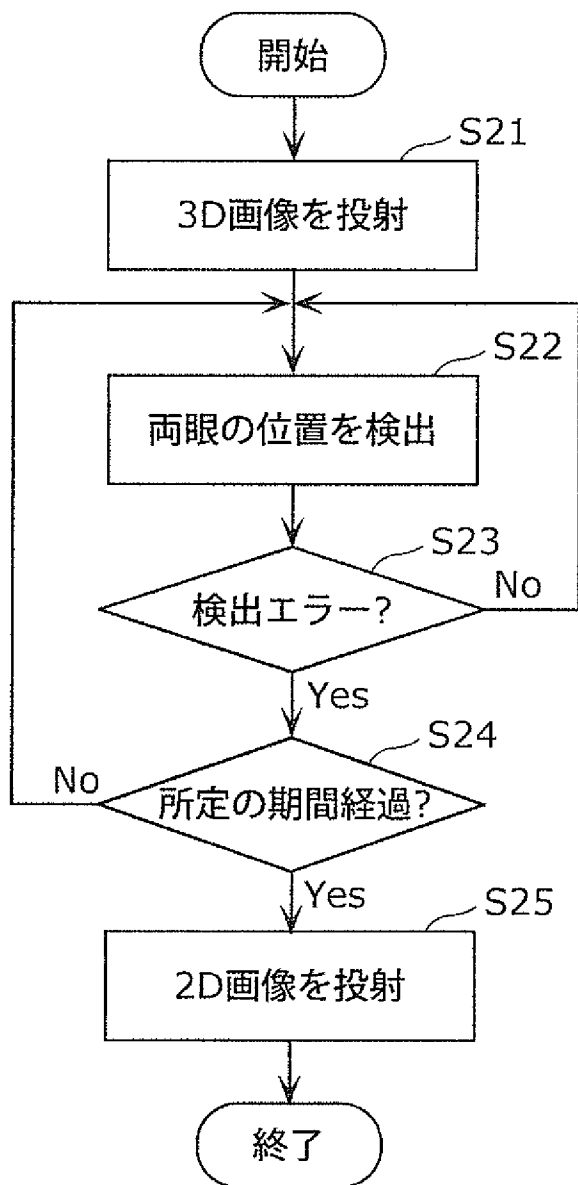 開始
S21
3D画像を投射
S22
両眼の位置を検出
S23
検出エラー?
No
Yes
S24
No
所定の期間経過?
Yes
S25
2D画像を投射
終了